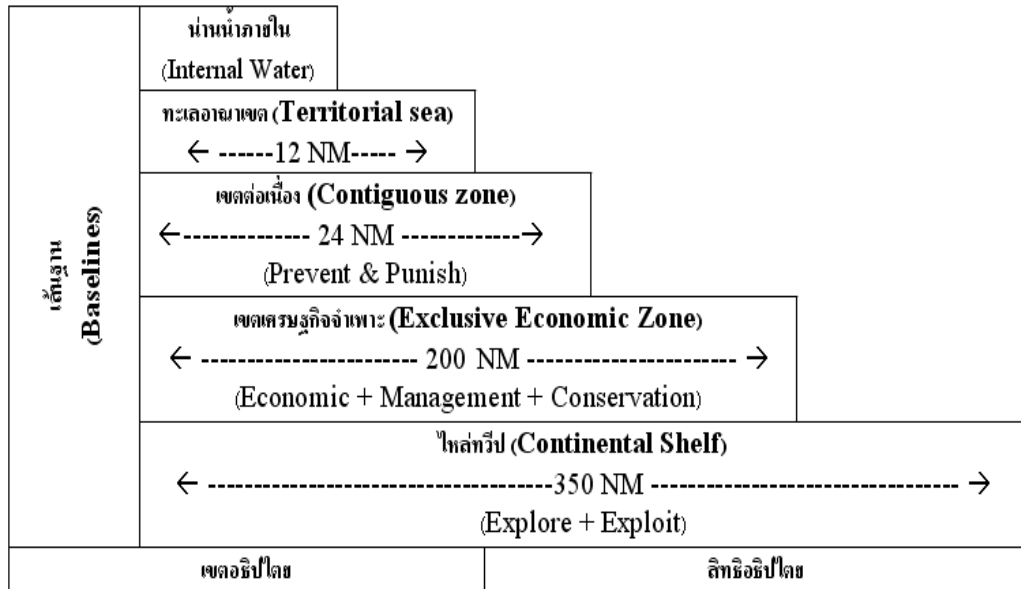 น่านน้ำภายใน
(Internal Water)
ทะเลอาณาเขต (Territorial sea)
← ------12 NM----- →
เขตต่อเนื่อง (Contiguous zone)
←-------------- 24 NM -------------→
(Prevent & Punish)
เขตเศรษฐกิจจำเพาะ (Exclusive Economic Zone)
← ----------------------- 200 NM ---------------------- →
(Economic + Management + Conservation)
ไหล่ทวีป (Continental Shelf)
← ------------------------------------350 NM -------------------------------- →
(Explore + Exploit)
เส้นฐาน
(Baselines)
เขตอธิปไตย
สิทธิอธิปไตย